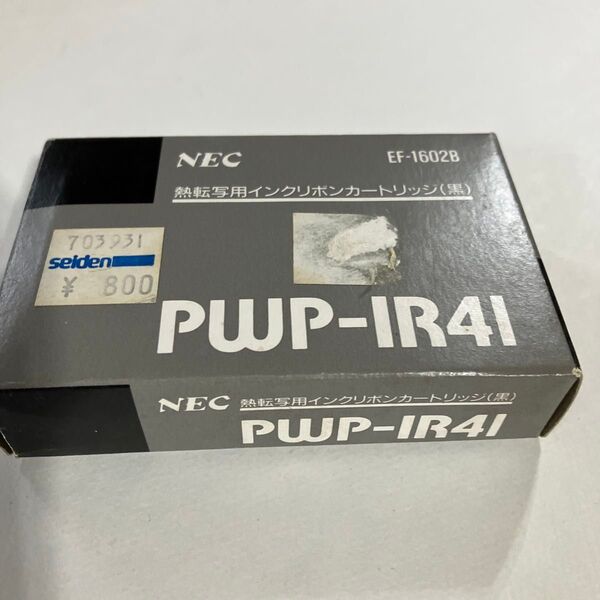 NEC
EF-1602B
熱転写用インクリボンカートリッジ(黒)
703931
seiden
¥ 800
PWP-IR41
NEC
熱転写用インクリボンカートリッジ(黒)
PWP-IR41